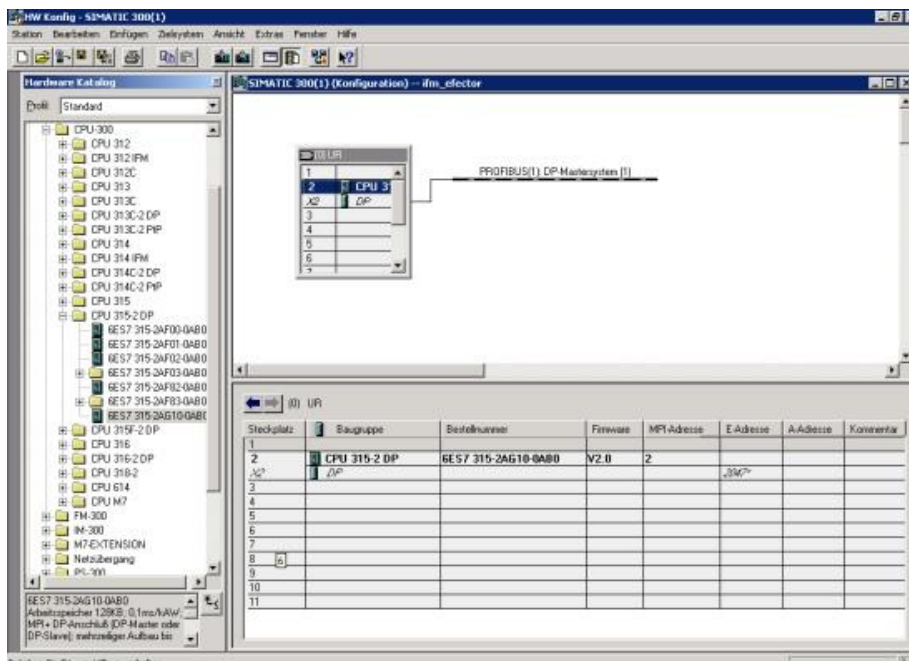 HW Konfig - SIMATIC 300(1)
Station Bearbeiten Einfügen Zielsystem Ansicht Extras Fenster Hilfe
Hardware Katalog
Profil: Standard
CPU-300
CPU 312
CPU 312 IFM
CPU 312C
CPU 313
CPU 313C
CPU 313C-2 DP
CPU 313C-2 PtP
CPU 314
CPU 314 IFM
CPU 314C-2 DP
CPU 314C-2 PtP
CPU 315
CPU 315-2 DP
6ES7 315-2AF00-0AB0
6ES7 315-2AF01-0AB0
6ES7 315-2AF02-0AB0
6ES7 315-2AF03-0AB0
6ES7 315-2AF82-0AB0
6ES7 315-2AF83-0AB0
6ES7 315-2AG10-0AB0
CPU 315F-2 DP
CPU 316
CPU 316-2 DP
CPU 318-2
CPU 614
CPU M7
FM-300
IM-300
M7-EXTENSION
Netzübergang
PS-300
6ES7 315-2AG10-0AB0
Arbeitsspeicher 128KB; 0,1ms/kAW;
MPI+ DP-Anschluß (DP-Master oder
DP-Slave); mehrzeiliger Aufbau bis
SIMATIC 300(1) (Konfiguration) -- ifm_efector
(0) UR
1
2 CPU 31
X2 DP
3
4
5
6
7
PROFIBUS(1): DP-Mastersystem (1)
(0) UR
Steckplatz Baugruppe Bestellnummer Firmware MPI-Adresse E-Adresse A-Adresse Kommentar
1
2 CPU 315-2 DP 6ES7 315-2AG10-0AB0 V2.0 2
X2 DP 2047*
3
4
5
6
7
8 6
9
10
11